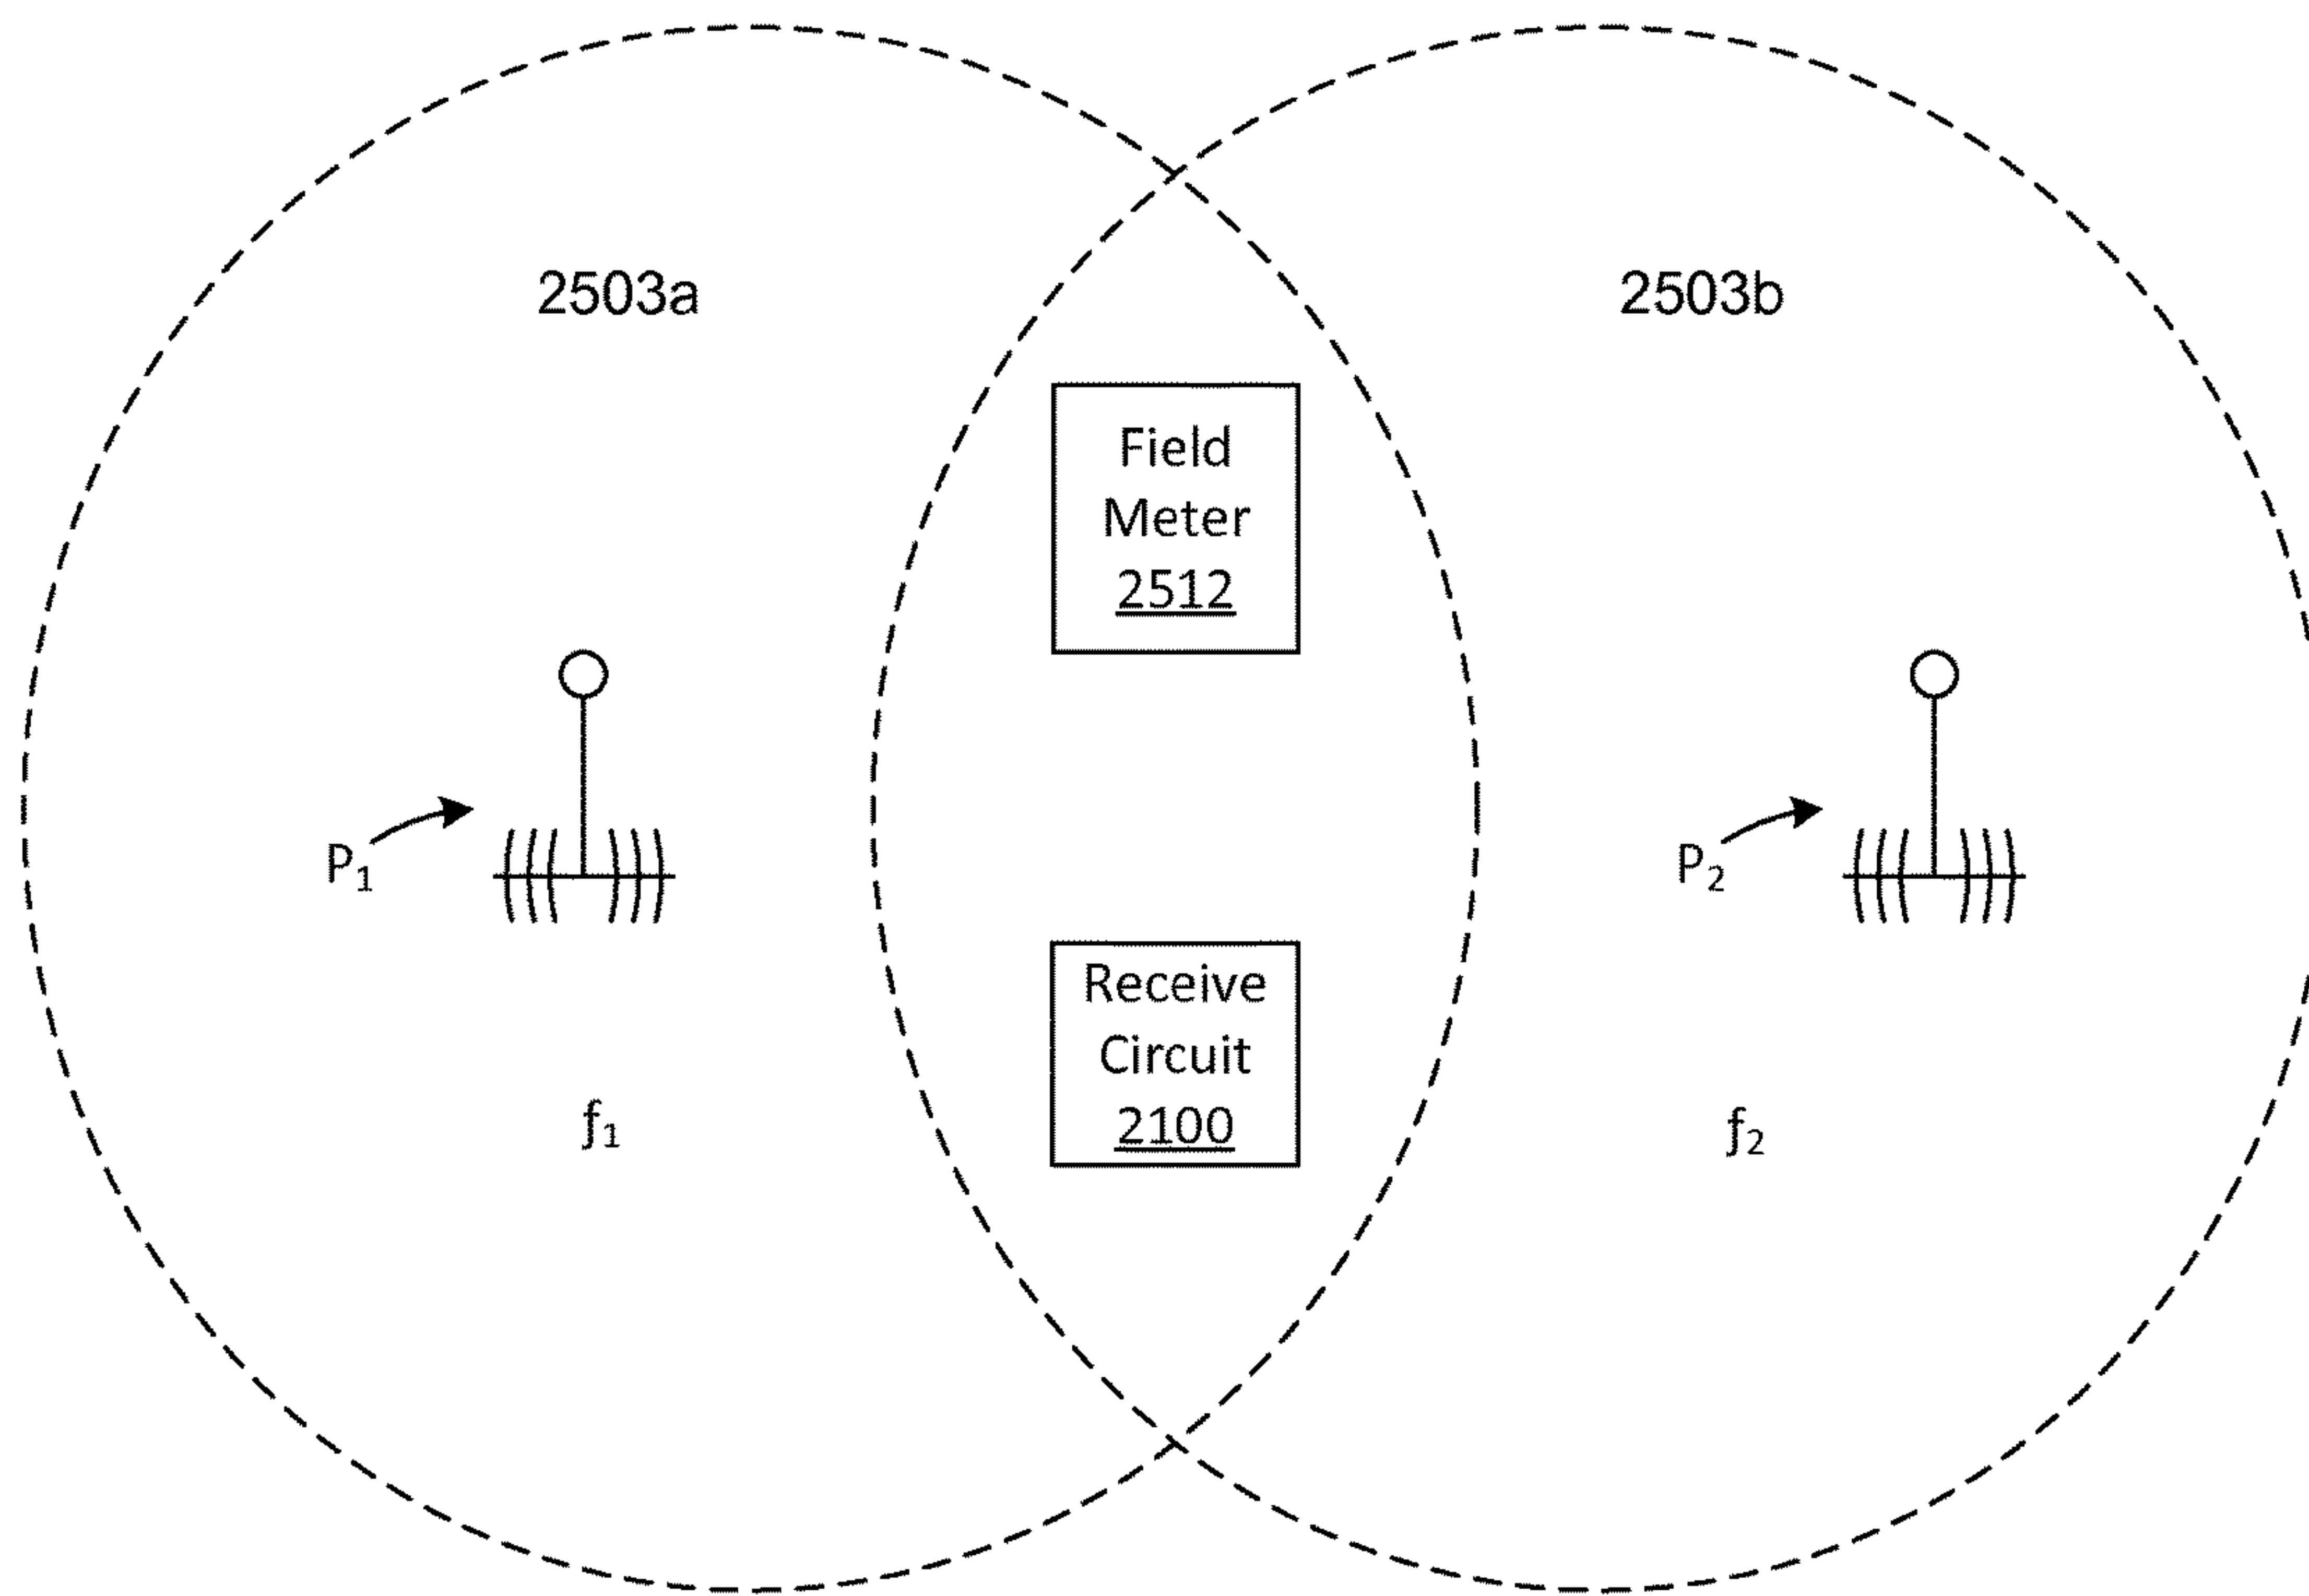 2503a
2503b
Field
Meter
2512
P₁
P₂
Receive
Circuit
2100
f₁
f₂